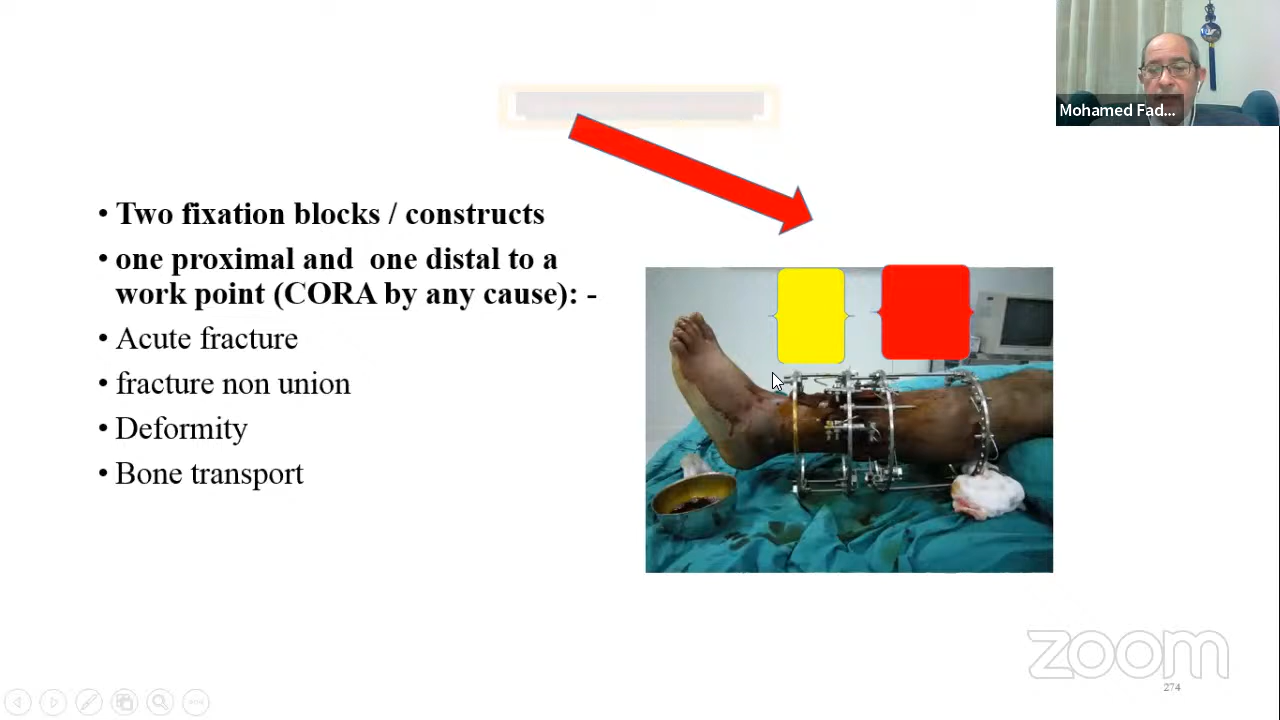 Mohamed Fad...
• Two fixation blocks / constructs
• one proximal and one distal to a
work point (CORA by any cause): -
• Acute fracture
• fracture non union
• Deformity
• Bone transport
zoom
274